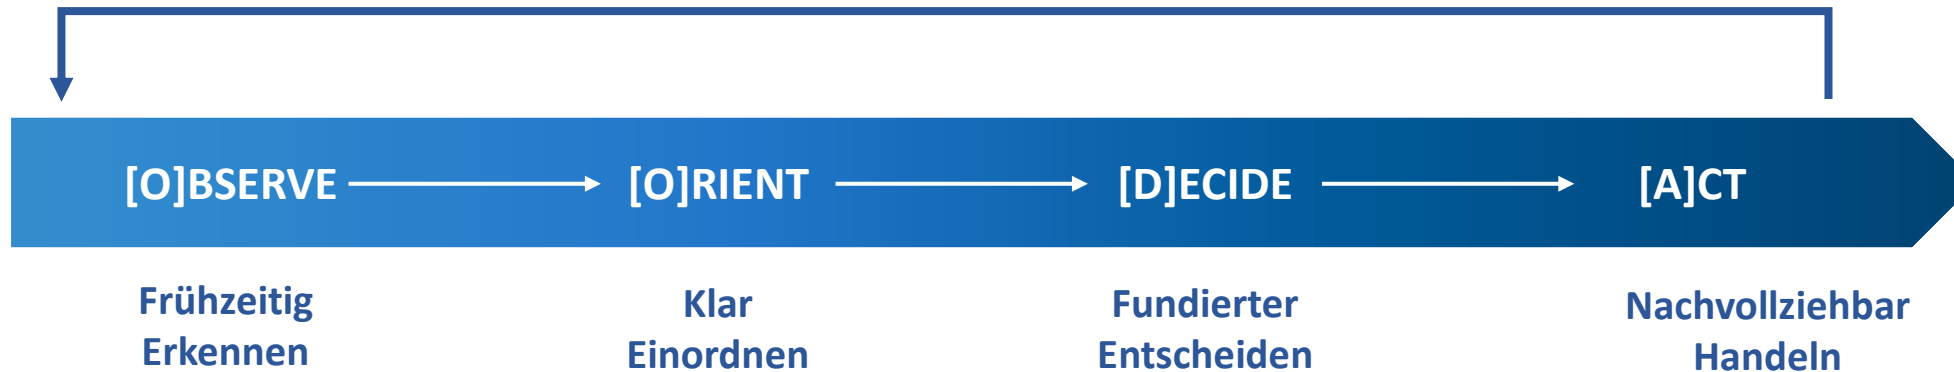 [O]BSERVE
[O]RIENT
[D]ECIDE
[A]CT
Frühzeitig
Erkennen
Klar
Einordnen
Fundierter
Entscheiden
Nachvollziehbar
Handeln